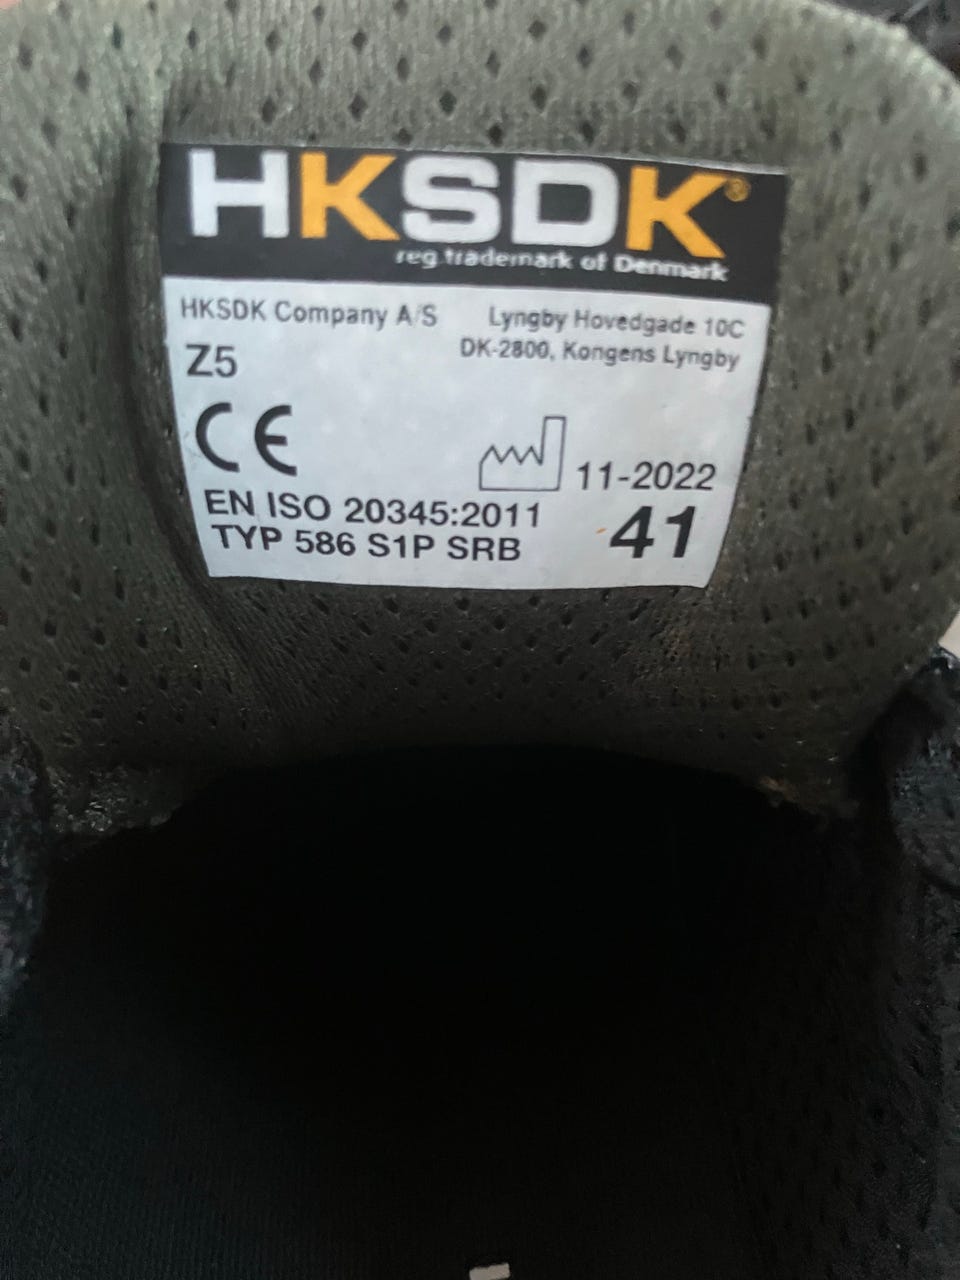 HKSDK®
reg.trademark of Denmark
HKSDK Company A/S
Lyngby Hovedgade 10C
DK-2800, Kongens Lyngby
Z5
CE
11-2022
EN ISO 20345:2011
TYP 586 S1P SRB
41